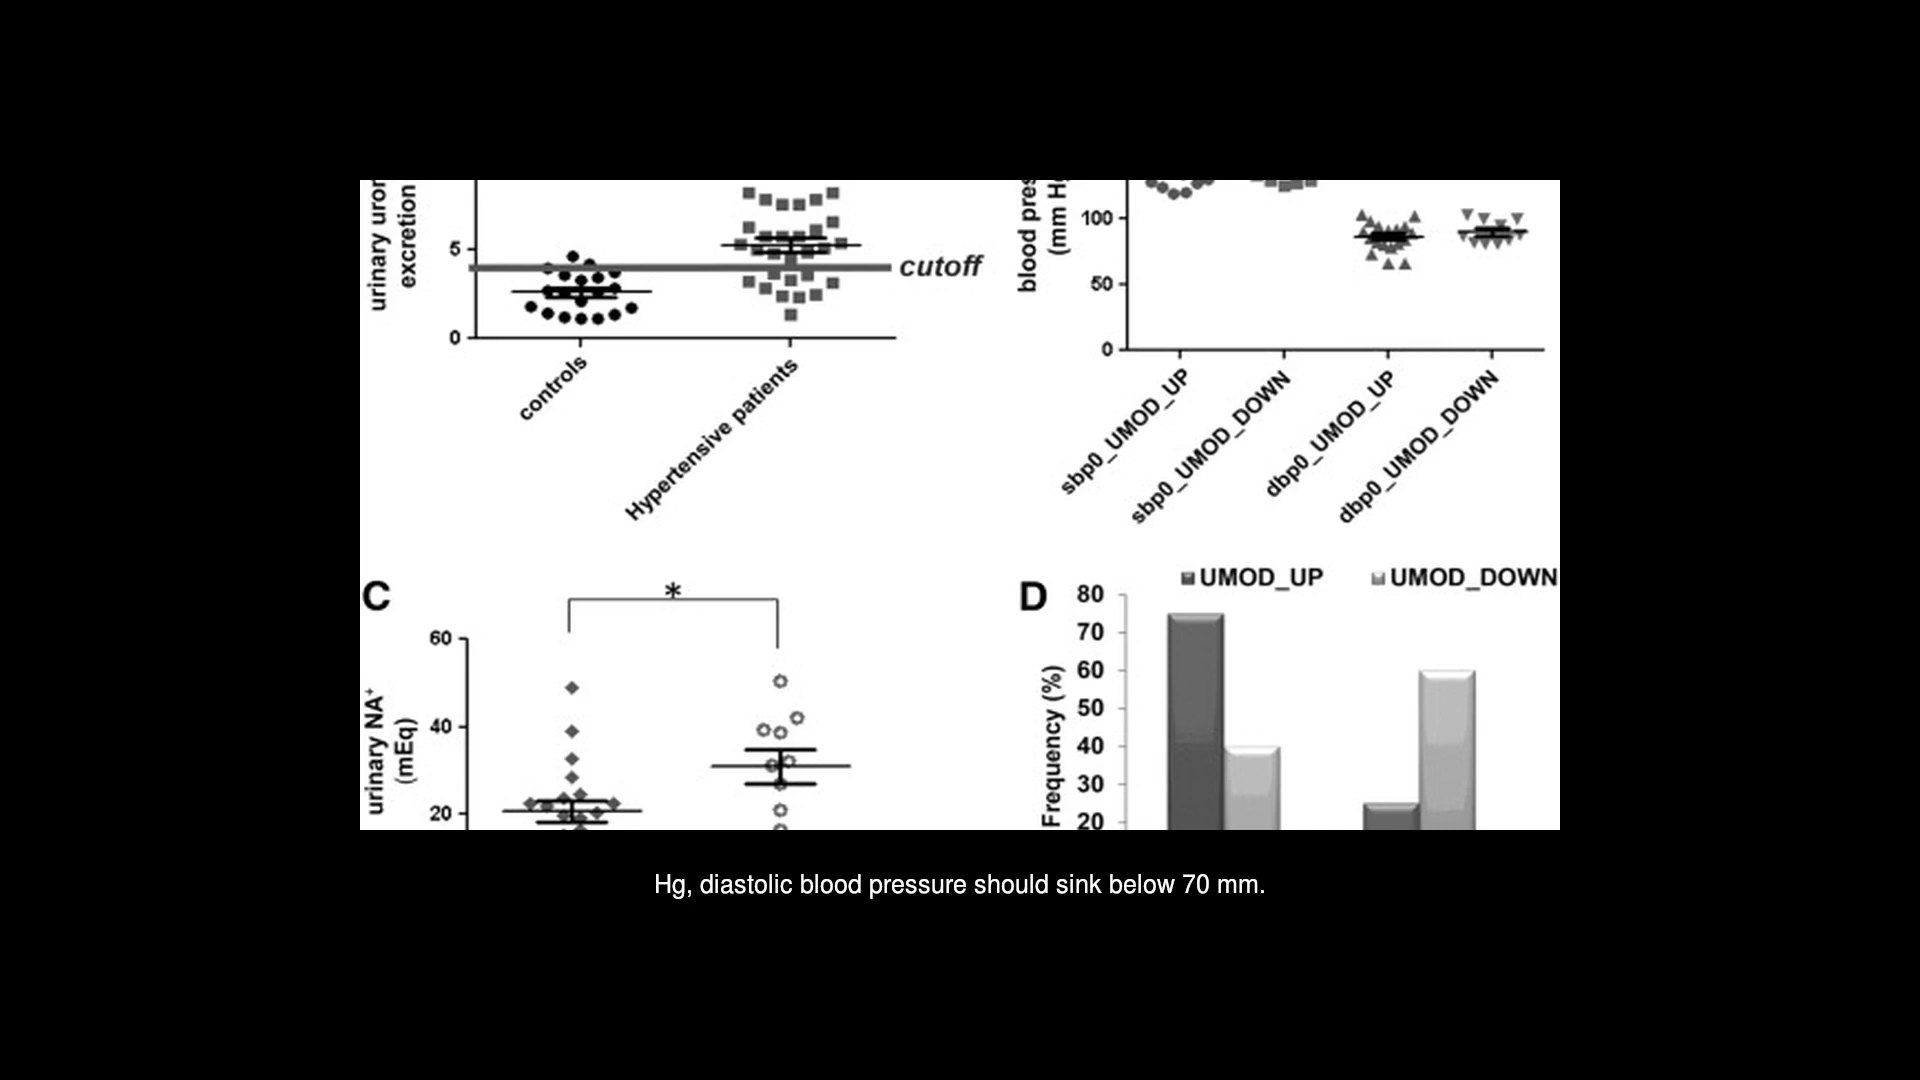 urinary uror
excretion
5
0
cutoff
controls
Hypertensive patients
blood pres
(mm Hg
100
50
0
sbp0_UMOD_UP
sbp0_UMOD_DOWN
dbp0_UMOD_UP
dbp0_UMOD_DOWN
C
*
60
40
20
urinary NA+
(mEq)
D
UMOD_UP UMOD_DOWN
80
70
60
50
40
30
20
Frequency (%)
Hg, diastolic blood pressure should sink below 70 mm.